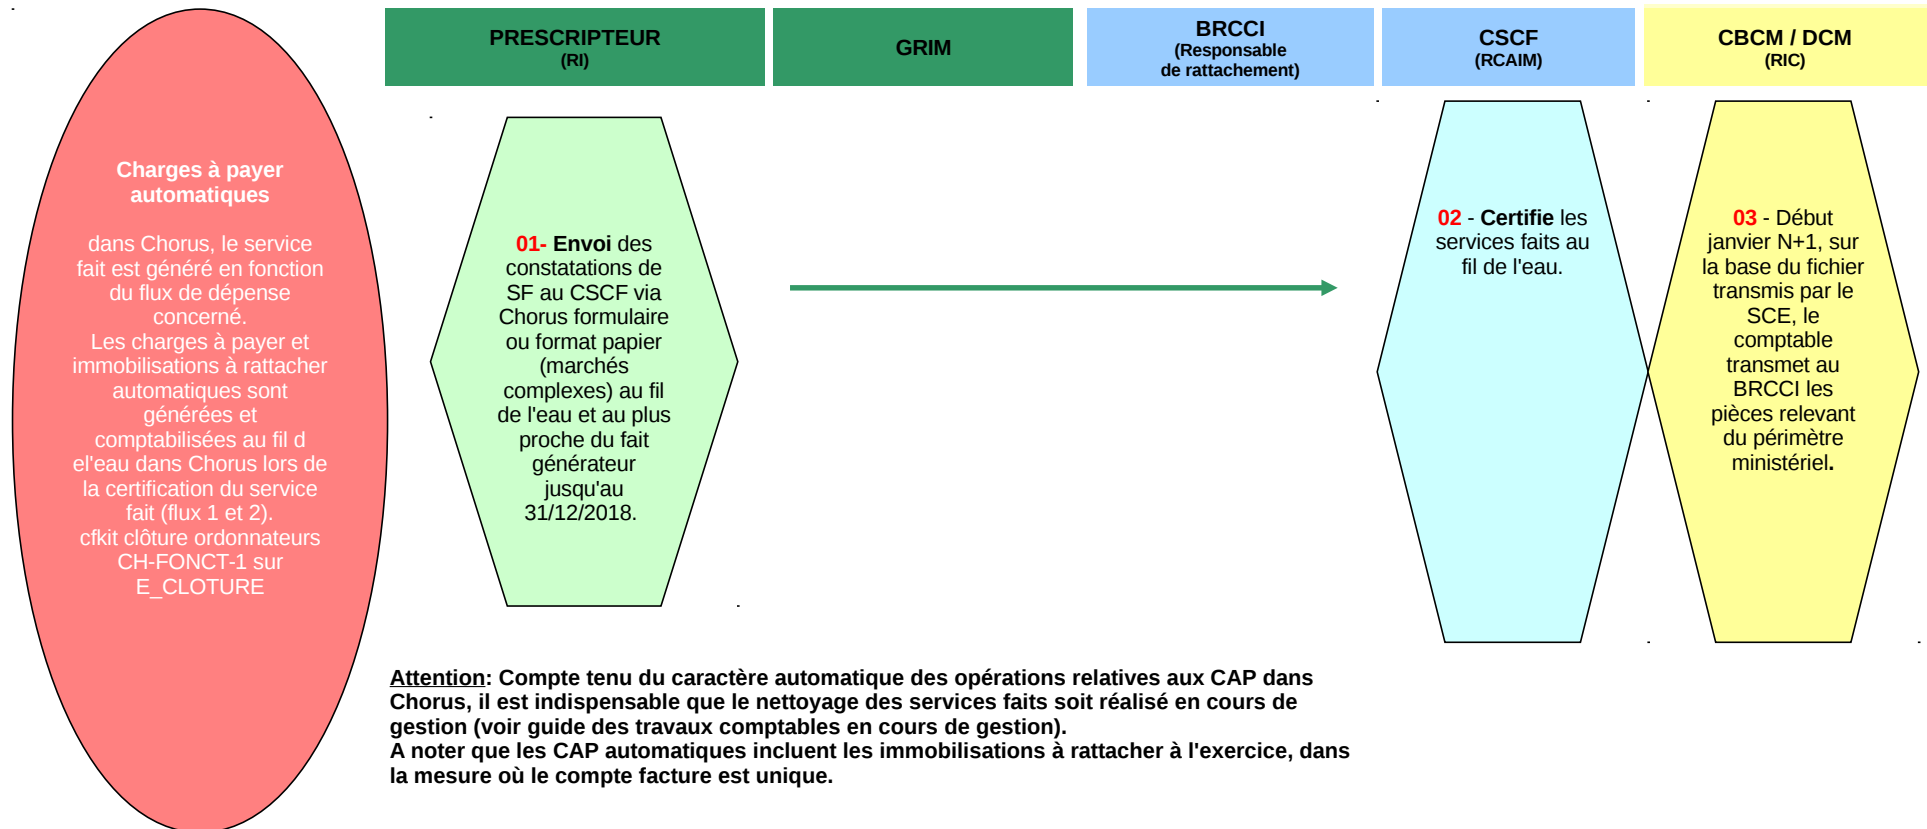 PRESCRIPTEUR
(RI)
GRIM
BRCCI
(Responsable
de rattachement)
CSCF
(RCAIM)
CBCM / DCM
(RIC)
Charges à payer
automatiques
dans Chorus, le service
fait est généré en fonction
du flux de dépense
concerné.
Les charges à payer et
immobilisations à rattacher
automatiques sont
générées et
comptabilisées au fil d
el'eau dans Chorus lors de
la certification du service
fait (flux 1 et 2).
cfkit clôture ordonnateurs
CH-FONCT-1 sur
E_CLOTURE
01- Envoi des
constatations de
SF au CSCF via
Chorus formulaire
ou format papier
(marchés
complexes) au fil
de l'eau et au plus
proche du fait
générateur
jusqu'au
31/12/2018.
02 - Certifie les
services faits au
fil de l'eau.
03 - Début
janvier N+1, sur
la base du fichier
transmis par le
SCE, le
comptable
transmet au
BRCCI les
pièces relevant
du périmètre
ministériel.
Attention: Compte tenu du caractère automatique des opérations relatives aux CAP dans
Chorus, il est indispensable que le nettoyage des services faits soit réalisé en cours de
gestion (voir guide des travaux comptables en cours de gestion).
A noter que les CAP automatiques incluent les immobilisations à rattacher à l'exercice, dans
la mesure où le compte facture est unique.